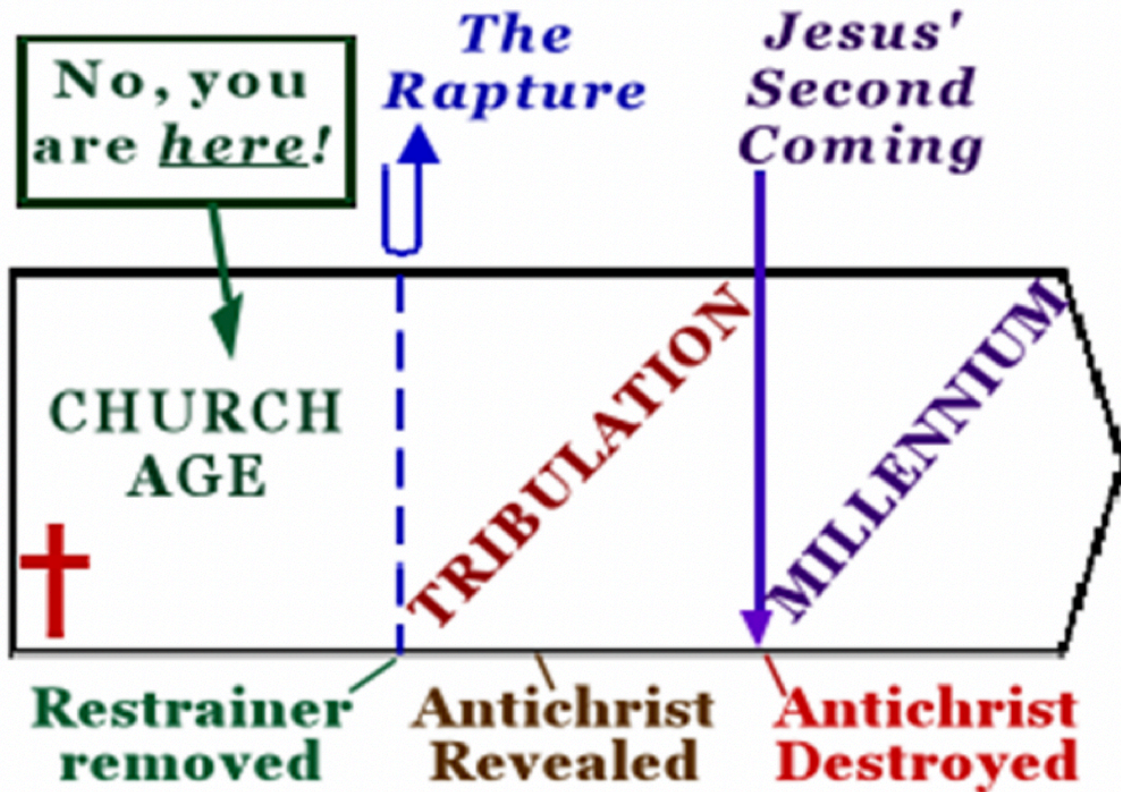 No, you
are here!
The
Rapture
Jesus'
Second
Coming
CHURCH
AGE
TRIBULATION
MILLENNIUM
Restrainer
removed
Antichrist
Revealed
Antichrist
Destroyed